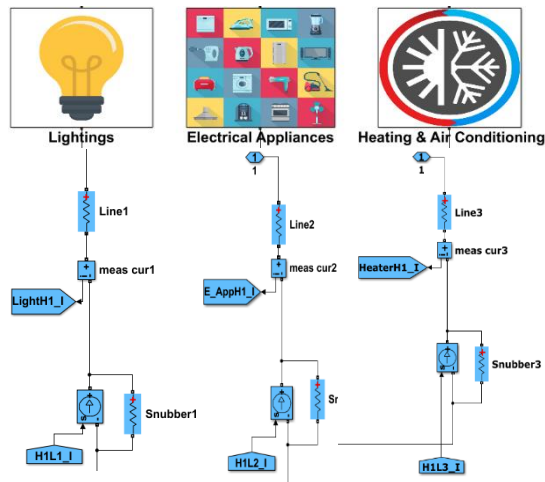 Lightings
Electrical Appliances
Heating & Air Conditioning
1
1
1
1
Line1
Line2
Line3
meas cur1
meas cur2
meas cur3
LightH1_I
E_AppH1_I
HeaterH1_I
Snubber1
Snubber3
H1L1_I
H1L2_I
H1L3_I